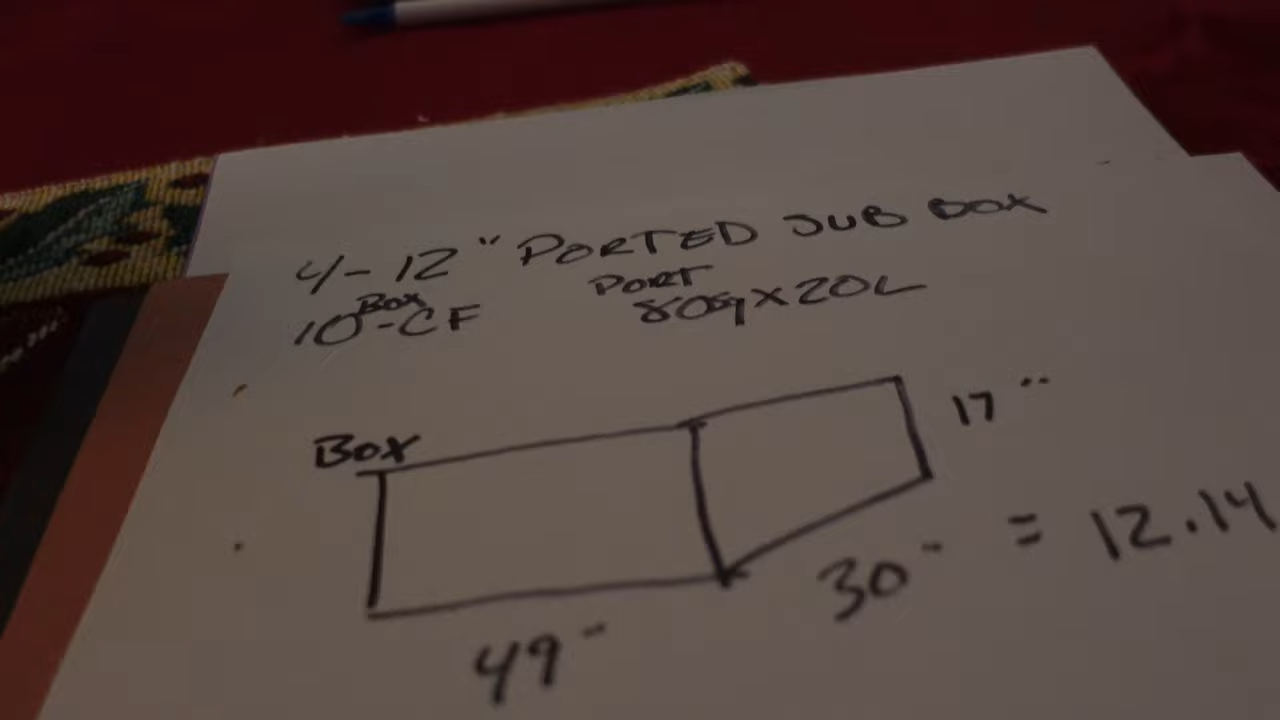 4-12" PORTED SUB BOX
BOX PORT
10-CF 80sq x 20L
BOX
17"
30" = 12.14
49"